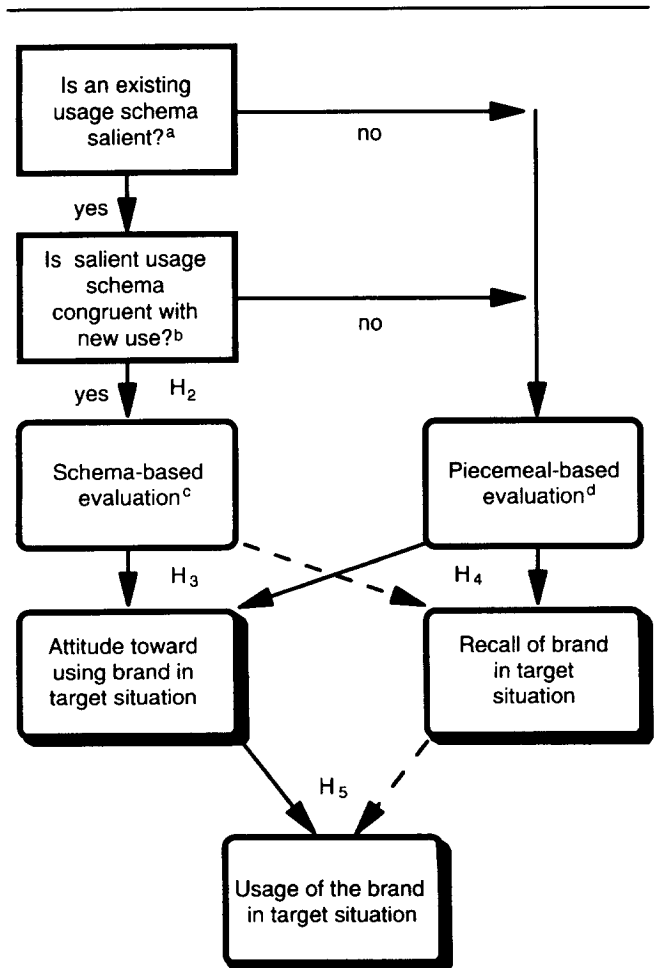 Is an existing
usage schema
salient?ᵃ
no
yes
Is salient usage
schema
congruent with
new use?ᵇ
no
yes
H₂
Schema-based
evaluationᶜ
Piecemeal-based
evaluationᵈ
H₃
H₄
Attitude toward
using brand in
target situation
Recall of brand
in target
situation
H₅
Usage of the brand
in target situation